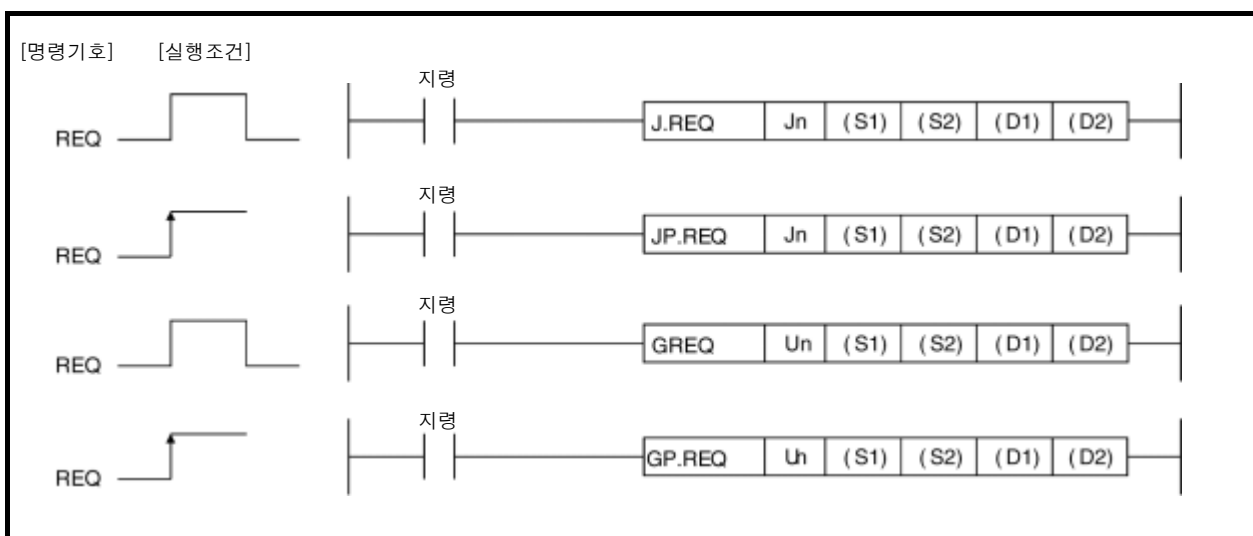 [명령기호] [실행조건]
지령
REQ J.REQ Jn (S1) (S2) (D1) (D2)
지령
REQ JP.REQ Jn (S1) (S2) (D1) (D2)
지령
REQ GREQ Un (S1) (S2) (D1) (D2)
지령
REQ GP.REQ Un (S1) (S2) (D1) (D2)